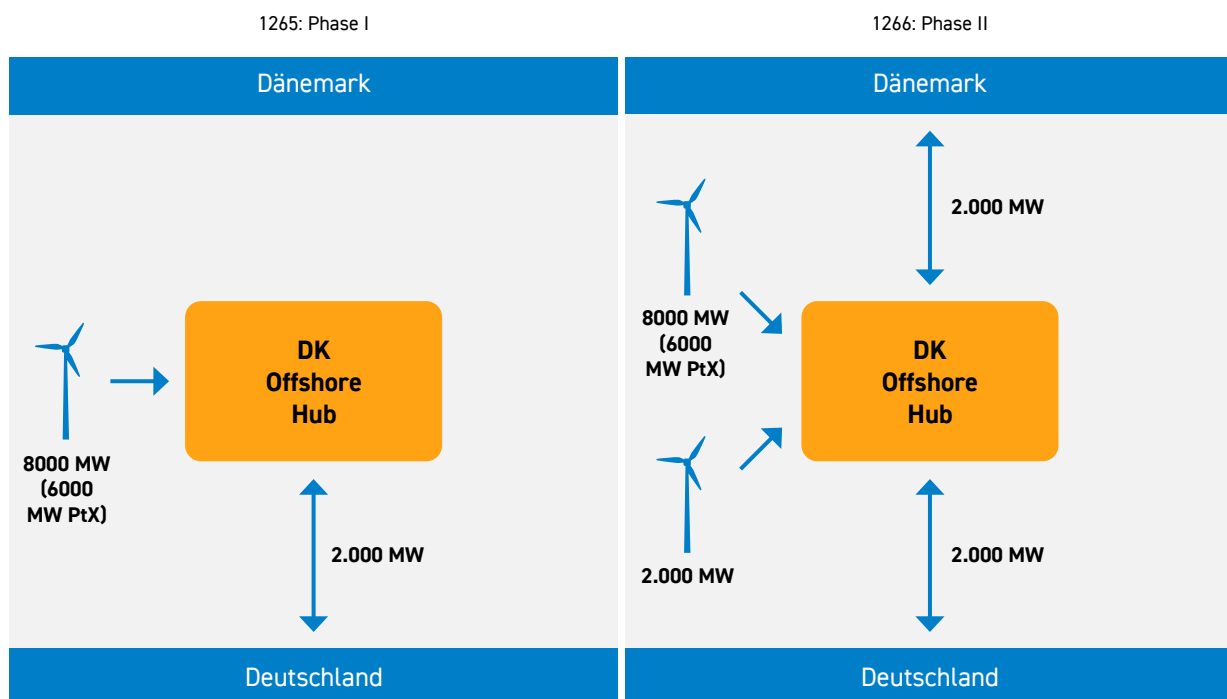 1265: Phase I
Dänemark
DK
Offshore
Hub
8000 MW
(6000
MW PtX)
2.000 MW
Deutschland
1266: Phase II
Dänemark
2.000 MW
8000 MW
(6000
MW PtX)
DK
Offshore
Hub
2.000 MW
2.000 MW
Deutschland